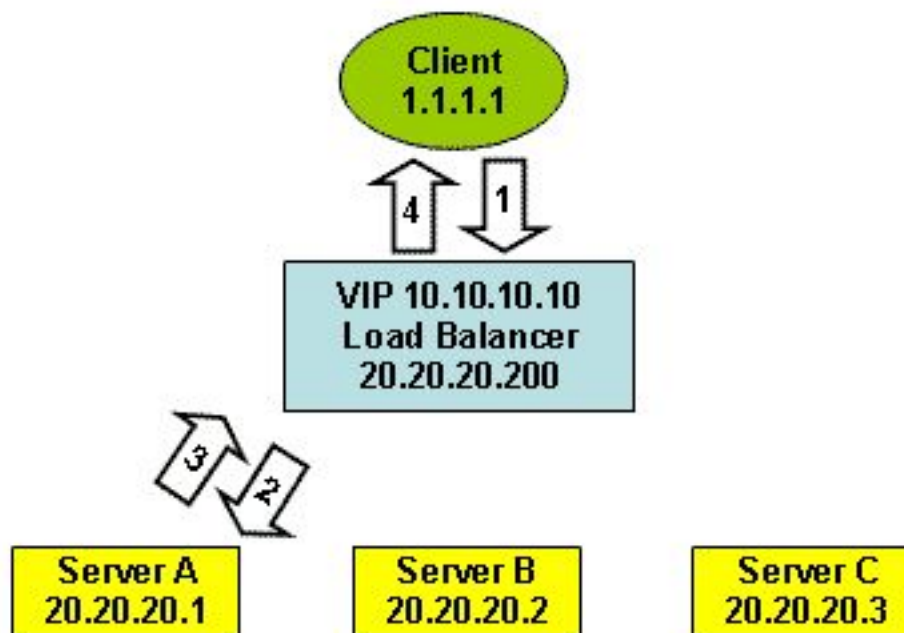 Client
1.1.1.1
4
1
VIP 10.10.10.10
Load Balancer
20.20.20.200
3
2
Server A
20.20.20.1
Server B
20.20.20.2
Server C
20.20.20.3